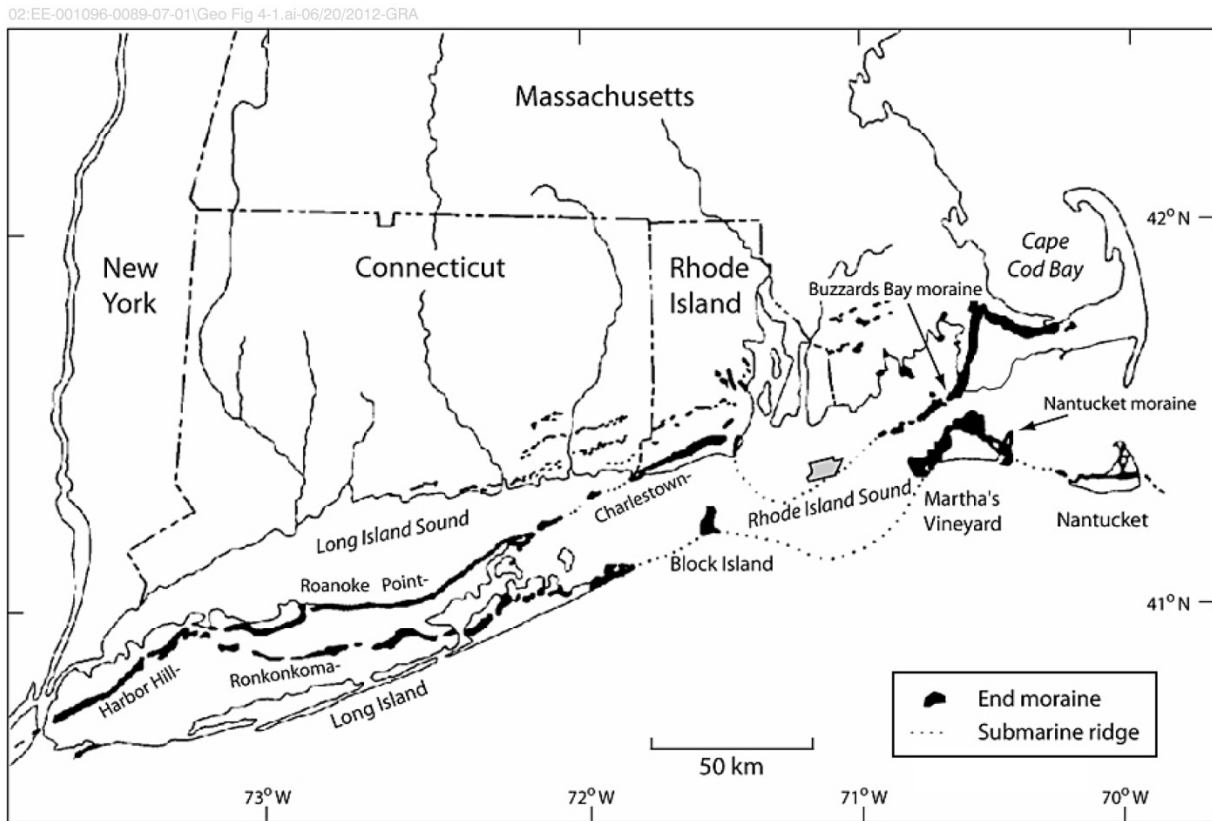 02:EE-001096-0089-07-01\Geo Fig 4-1.ai-06/20/2012-GRA
Massachusetts
42°N
New
York
Connecticut
Rhode
Island
Cape
Cod Bay
Buzzards Bay moraine
Nantucket moraine
Long Island Sound
Charlestown-
Rhode Island Sound
Martha's
Vineyard
Nantucket
Block Island
Roanoke Point-
41°N
Harbor Hill-
Ronkonkoma-
Long Island
End moraine
Submarine ridge
50 km
73°W
72°W
71°W
70°W